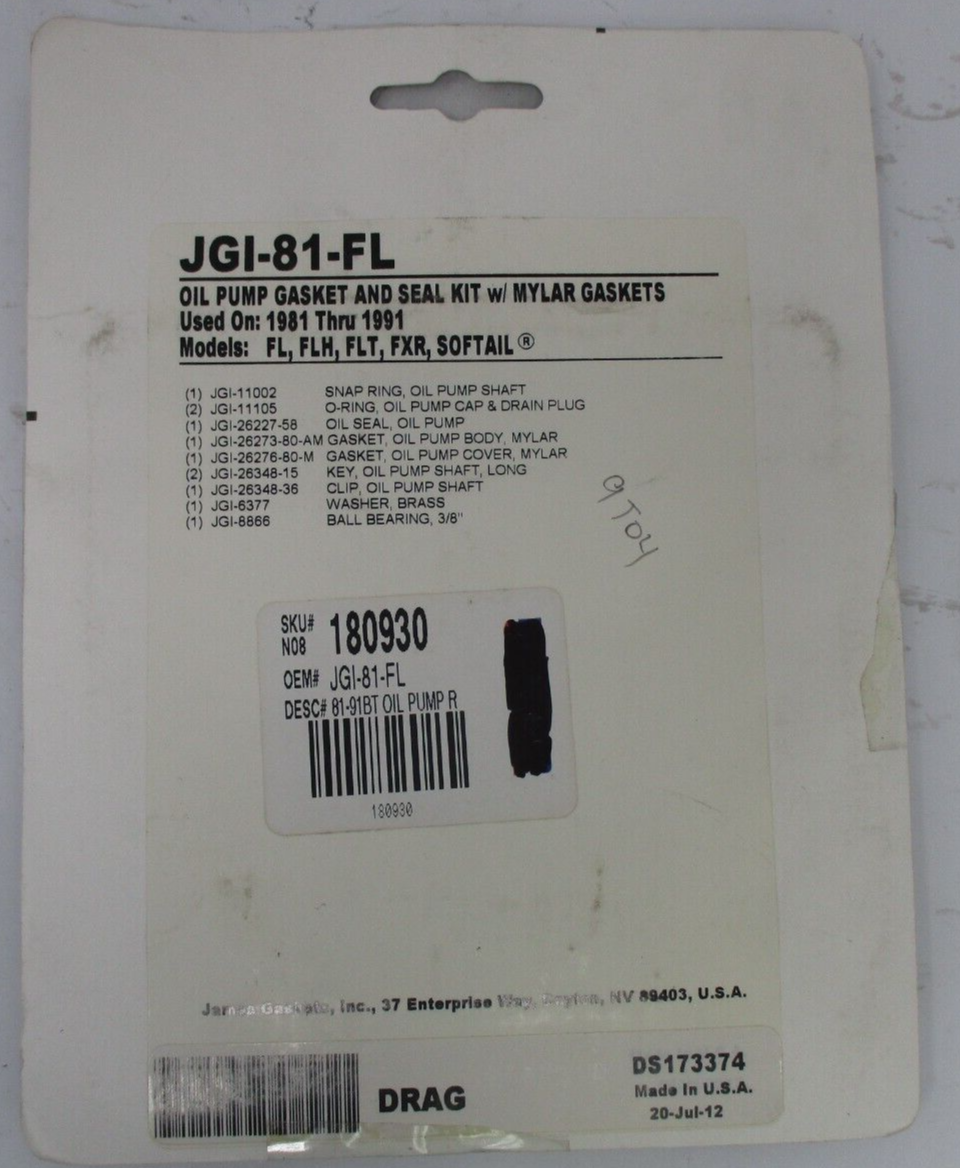 JGI-81-FL
OIL PUMP GASKET AND SEAL KIT w/ MYLAR GASKETS
Used On: 1981 Thru 1991
Models: FL, FLH, FLT, FXR, SOFTAIL ®
(1) JGI-11002 SNAP RING, OIL PUMP SHAFT
(2) JGI-11105 O-RING, OIL PUMP CAP & DRAIN PLUG
(1) JGI-26227-58 OIL SEAL, OIL PUMP
(1) JGI-26273-80-AM GASKET, OIL PUMP BODY, MYLAR
(1) JGI-26276-80-M GASKET, OIL PUMP COVER, MYLAR
(2) JGI-26348-15 KEY, OIL PUMP SHAFT, LONG
(1) JGI-26348-36 CLIP, OIL PUMP SHAFT
(1) JGI-6377 WASHER, BRASS
(1) JGI-8866 BALL BEARING, 3/8"
9T04
SKU# 180930
N08
OEM# JGI-81-FL
DESC# 81-91BT OIL PUMP R
180930
James Gaskets, Inc., 37 Enterprise Way, Dayton, NV 89403, U.S.A.
DRAG
DS173374
Made In U.S.A.
20-Jul-12